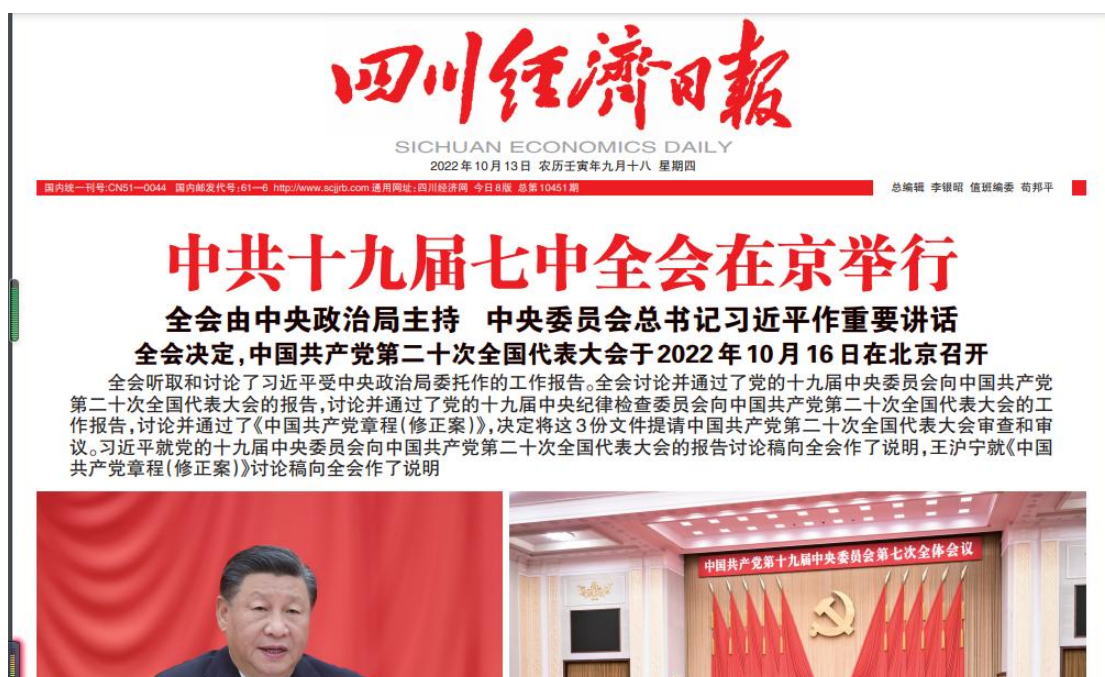 四川經濟日報
SICHUAN ECONOMICS DAILY
2022年10月13日 农历壬寅年九月十八 星期四
国内统一刊号:CN51—0044 国内邮发代号:61—6 http://www.scjjrb.com 通用网址:四川经济网 今日8版 总第10451期
总编辑 李银昭 值班编委 苟邦平
中共十九届七中全会在京举行
全会由中央政治局主持 中央委员会总书记习近平作重要讲话
全会决定,中国共产党第二十次全国代表大会于2022年10月16日在北京召开
全会听取和讨论了习近平受中央政治局委托作的工作报告。全会讨论并通过了党的十九届中央委员会向中国共产党
第二十次全国代表大会的报告,讨论并通过了党的十九届中央纪律检查委员会向中国共产党第二十次全国代表大会的工
作报告,讨论并通过了《中国共产党章程(修正案)》,决定将这3份文件提请中国共产党第二十次全国代表大会审查和审
议。习近平就党的十九届中央委员会向中国共产党第二十次全国代表大会的报告讨论稿向全会作了说明,王沪宁就《中国
共产党章程(修正案)》讨论稿向全会作了说明
中国共产党第十九届中央委员会第七次全体会议